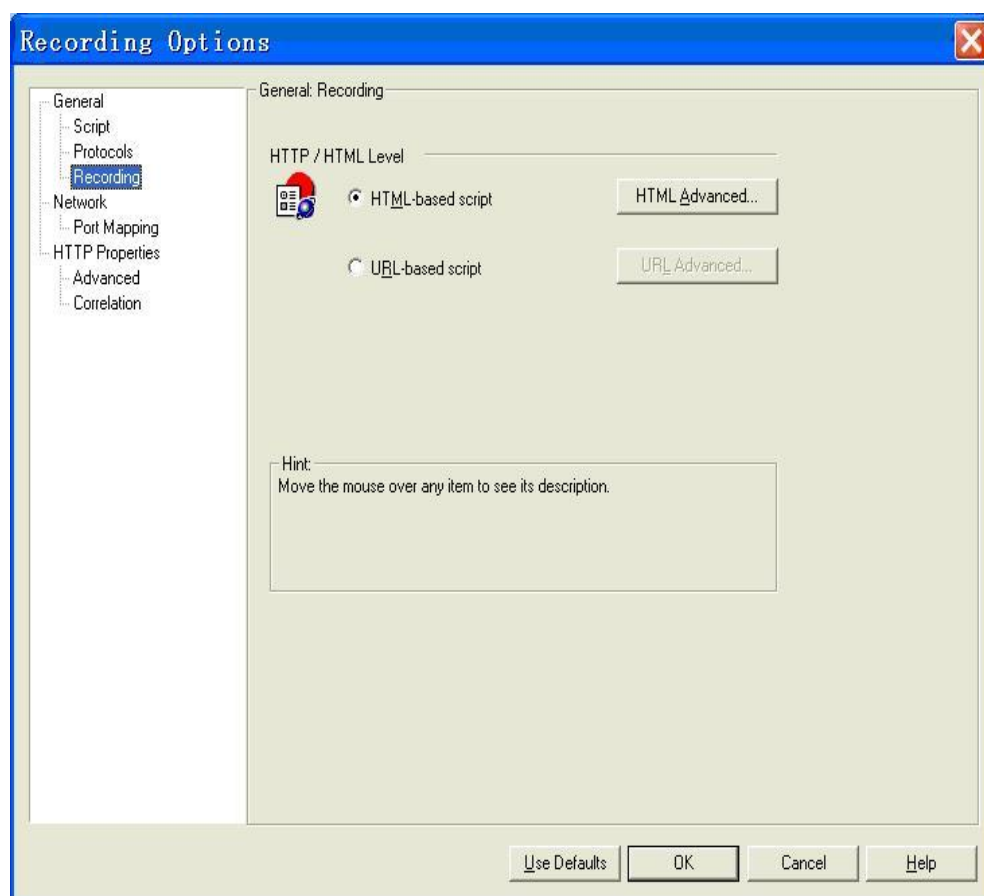 Recording Options
General
Script
Protocols
Recording
Network
Port Mapping
HTTP Properties
Advanced
Correlation
General: Recording
HTTP / HTML Level
HTML-based script
HTML Advanced...
URL-based script
URL Advanced...
Hint:
Move the mouse over any item to see its description.
Use Defaults
OK
Cancel
Help